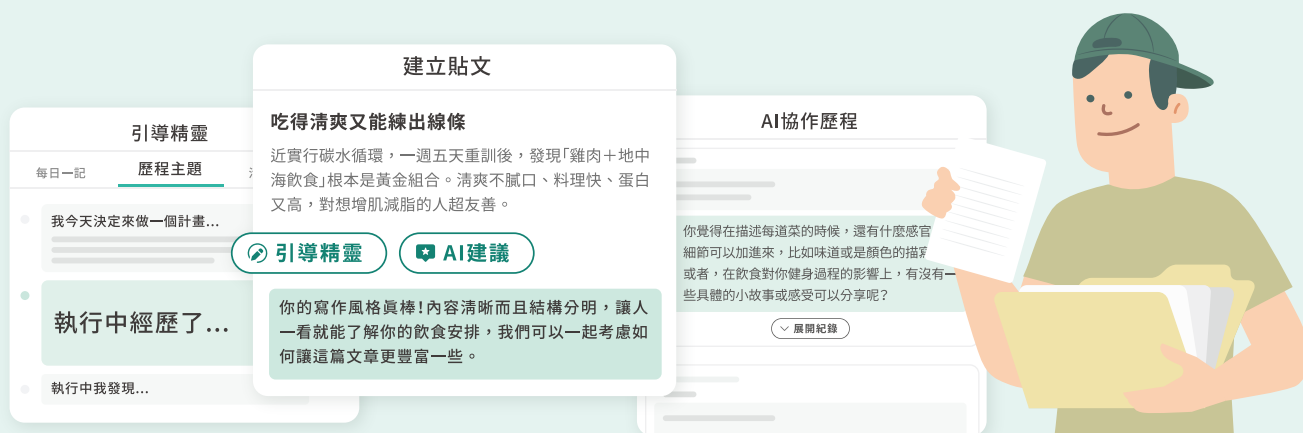 引導精靈
每日一記
歷程主題
我今天決定來做一個計畫...
執行中經歷了...
執行中我發現...
建立貼文
吃得清爽又能練出線條
近實行碳水循環，一週五天重訓後，發現「雞肉＋地中
海飲食」根本是黃金組合。清爽不膩口、料理快、蛋白
又高，對想增肌減脂的人超友善。
引導精靈
AI建議
你的寫作風格真棒！內容清晰而且結構分明，讓人
一看就能了解你的飲食安排，我們可以一起考慮如
何讓這篇文章更豐富一些。
AI協作歷程
你覺得在描述每道菜的時候，還有什麼感官
細節可以加進來，比如味道或是顏色的描
或者，在飲食對你健身過程的影響上，有沒有一
些具體的小故事或感受可以分享呢？
展開紀錄